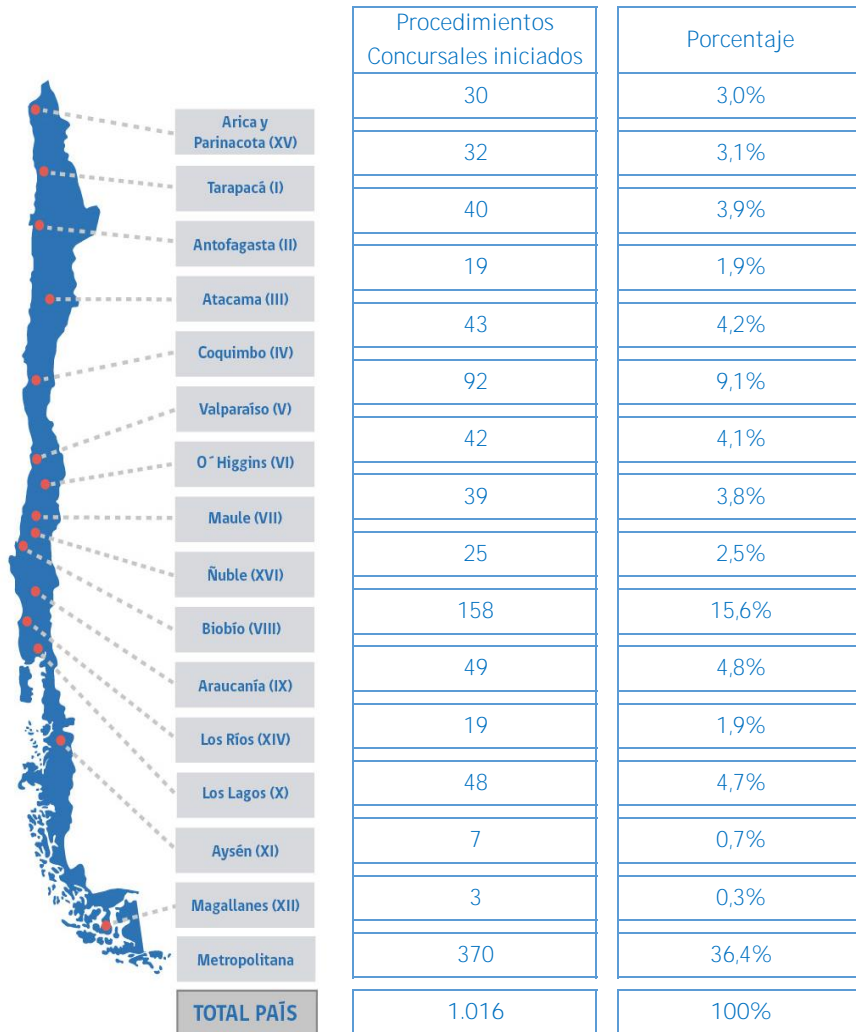 Procedimientos
Concursales iniciados
Porcentaje
Arica y
Parinacota (XV)
30
3,0%
Tarapacá (I)
32
3,1%
Antofagasta (II)
40
3,9%
Atacama (III)
19
1,9%
Coquimbo (IV)
43
4,2%
Valparaíso (V)
92
9,1%
O´Higgins (VI)
42
4,1%
Maule (VII)
39
3,8%
Ñuble (XVI)
25
2,5%
Biobío (VIII)
158
15,6%
Araucanía (IX)
49
4,8%
Los Ríos (XIV)
19
1,9%
Los Lagos (X)
48
4,7%
Aysén (XI)
7
0,7%
Magallanes (XII)
3
0,3%
Metropolitana
370
36,4%
TOTAL PAÍS
1.016
100%